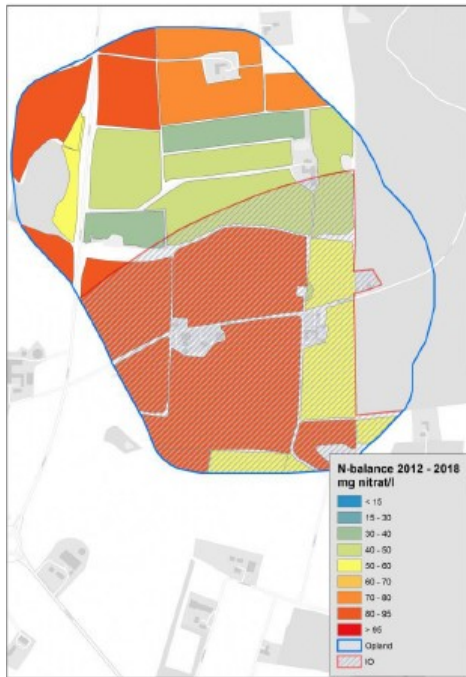 N-balance 2012 - 2018
mg nitrat/l
< 15
15 - 30
30 - 40
40 - 50
50 - 60
60 - 70
70 - 80
80 - 95
> 95
Opland
IO